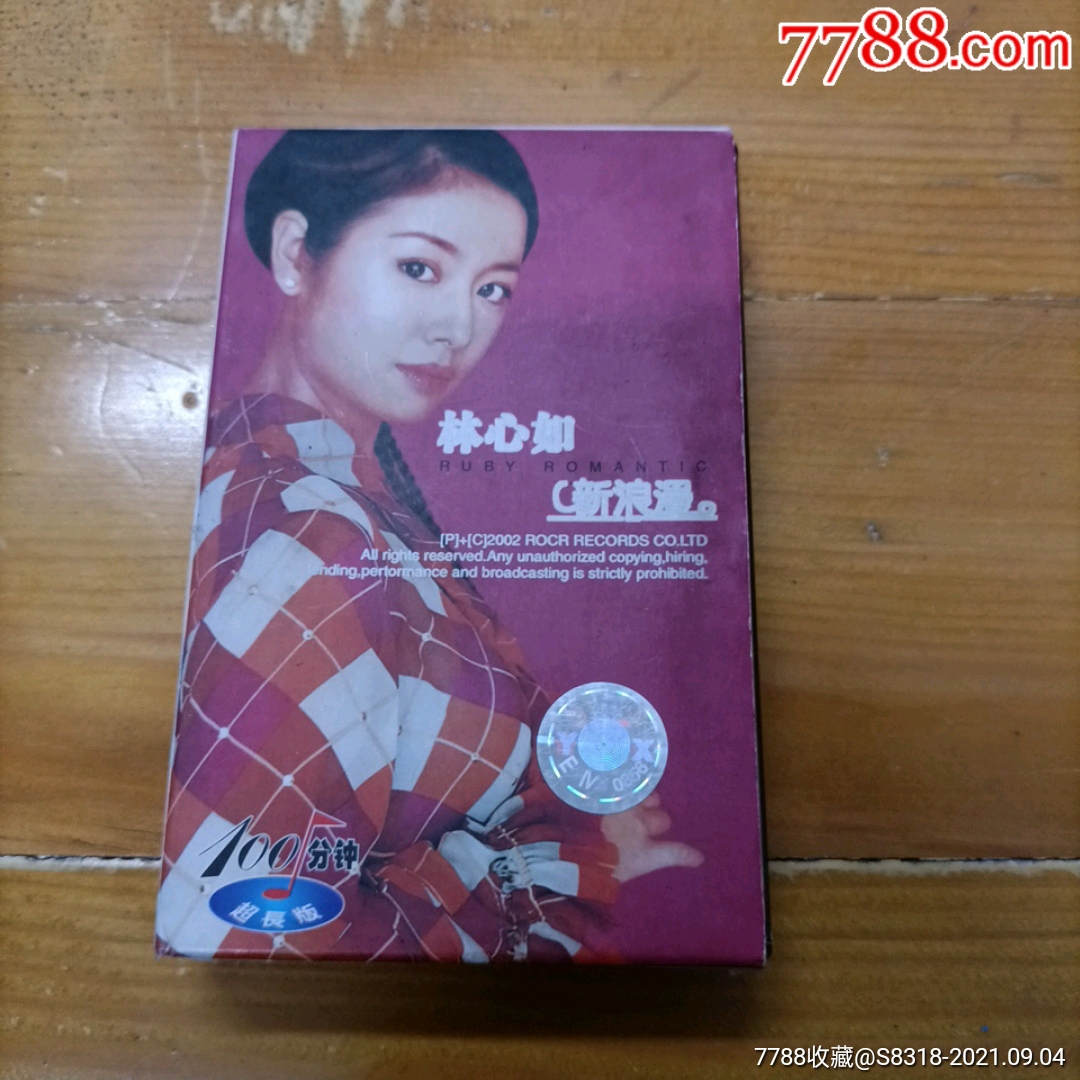 7788.com
林心如
RUBY ROMANTIC
新浪漫。
[P]+[C]2002 ROCR RECORDS CO.LTD
All rights reserved.Any unauthorized copying,hiring,
lending,performance and broadcasting is strictly prohibited.
X
Y
E
IV
0358
100分钟
超長版
7788收藏@S8318-2021.09.04